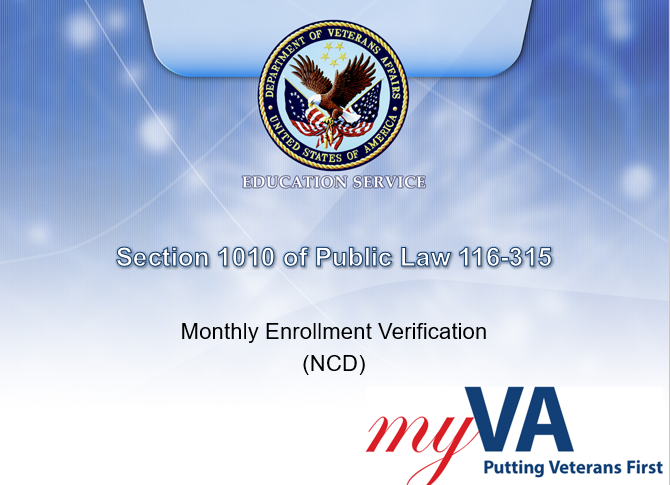 DEPARTMENT OF VETERANS AFFAIRS
UNITED STATES OF AMERICA
EDUCATION SERVICE
Section 1010 of Public Law 116-315
Monthly Enrollment Verification
(NCD)
myVA
Putting Veterans First